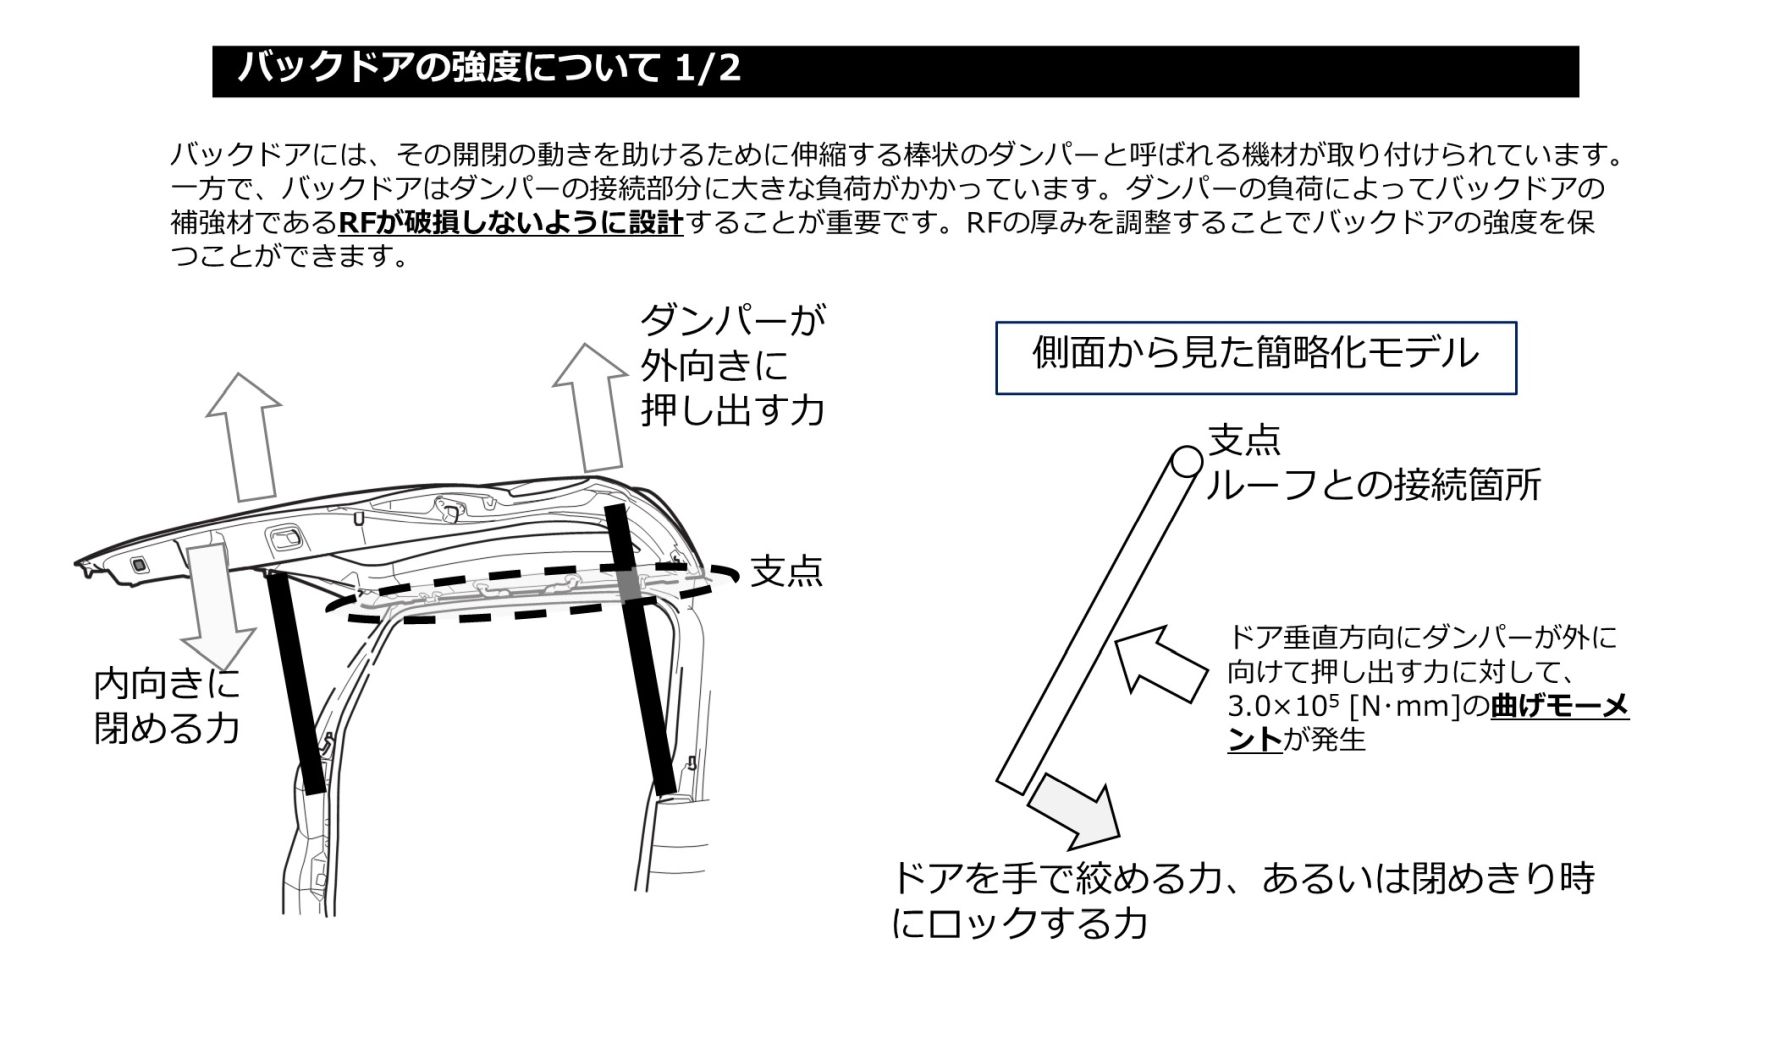 バックドアの強度について 1/2
バックドアには、その開閉の動きを助けるために伸縮する棒状のダンパーと呼ばれる機材が取り付けられています。
一方で、バックドアはダンパーの接続部分に大きな負荷がかかっています。ダンパーの負荷によってバックドアの
補強材であるRFが破損しないように設計することが重要です。RFの厚みを調整することでバックドアの強度を保
つことができます。
ダンパーが
外向きに
押し出す力
支点
内向きに
閉める力
側面から見た簡略化モデル
支点
ルーフとの接続箇所
ドア垂直方向にダンパーが外に
向けて押し出す力に対して、
3.0×10⁵ [N･mm]の曲げモーメ
ントが発生
ドアを手で絞める力、あるいは閉めきり時
にロックする力